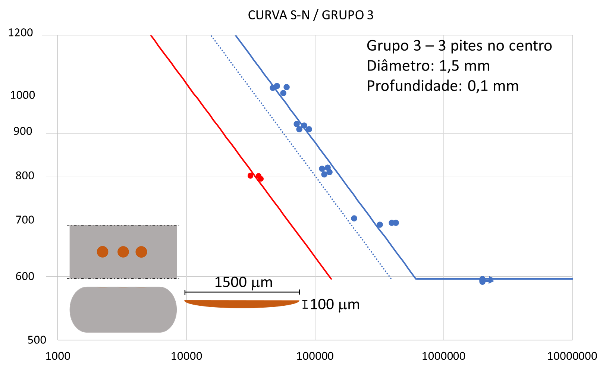 CURVA S-N / GRUPO 3
Grupo 3 – 3 pites no centro
Diâmetro: 1,5 mm
Profundidade: 0,1 mm
1200
1000
900
800
700
600
500
1500 µm
100 µm
1000 10000 100000 1000000 10000000